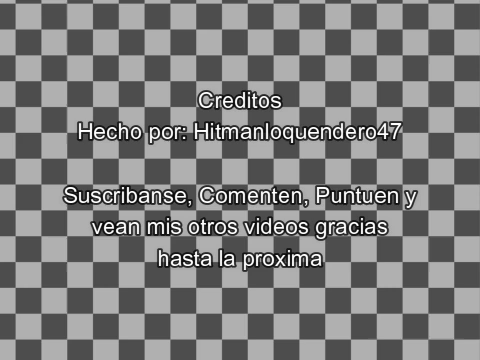 Creditos
Hecho por: Hitmanloquendero47
Suscribanse, Comenten, Puntuen y
vean mis otros videos gracias
hasta la proxima